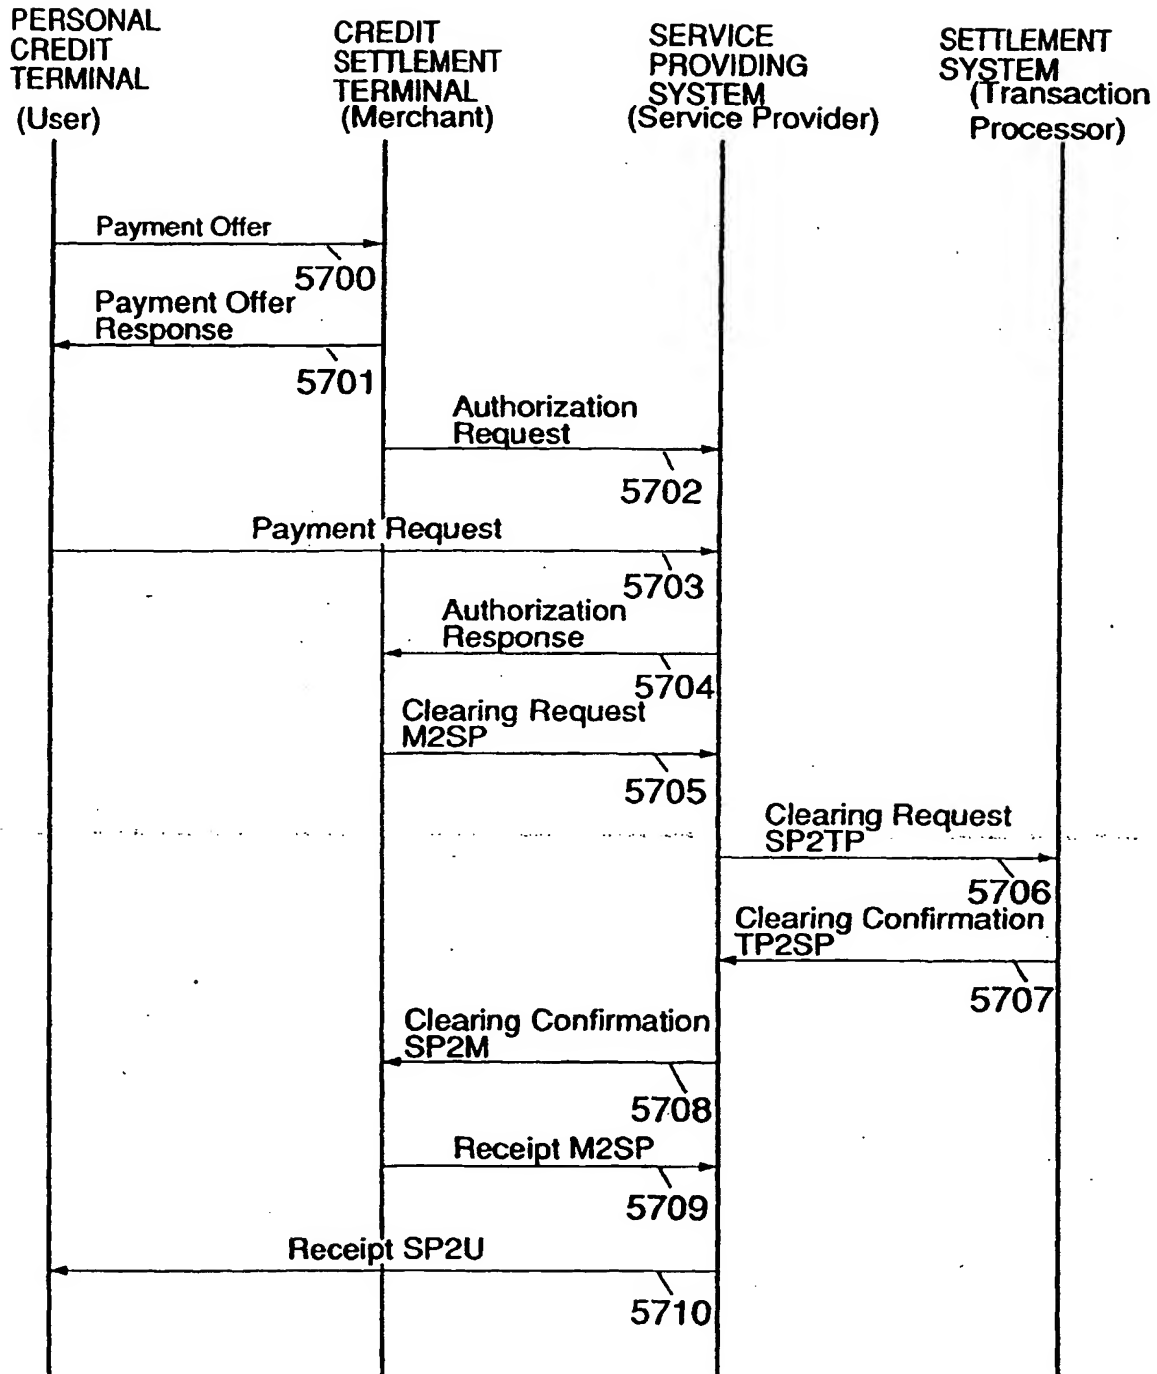 PERSONAL
CREDIT
TERMINAL
(User)
CREDIT
SETTLEMENT
TERMINAL
(Merchant)
SERVICE
PROVIDING
SYSTEM
(Service Provider)
SETTLEMENT
SYSTEM
(Transaction
Processor)
Payment Offer
5700
Payment Offer
Response
5701
Authorization
Request
5702
Payment Request
5703
Authorization
Response
5704
Clearing Request
M2SP
5705
Clearing Request
SP2TP
5706
Clearing Confirmation
TP2SP
5707
Clearing Confirmation
SP2M
5708
Receipt M2SP
5709
Receipt SP2U
5710